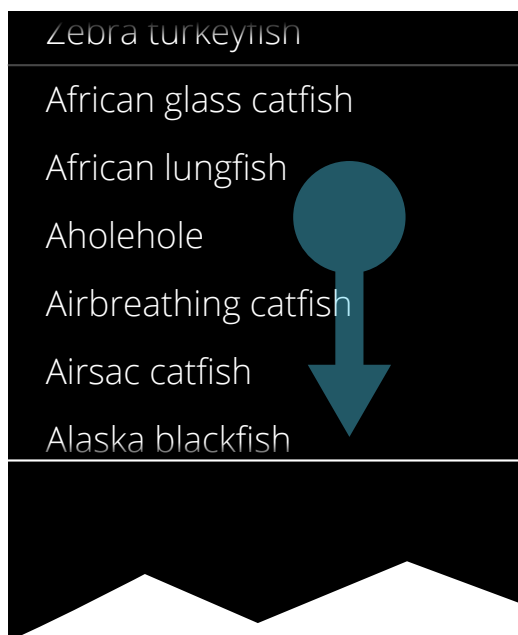 Zebra turkeyfish
African glass catfish
African lungfish
Aholehole
Airbreathing catfish
Airsac catfish
Alaska blackfish